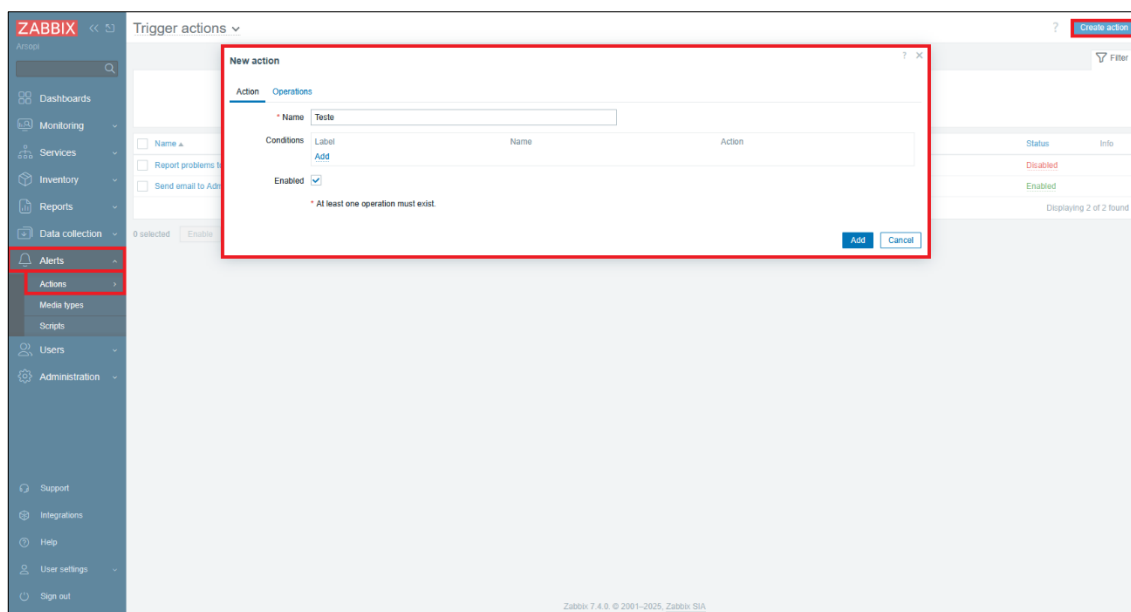 ZABBIX
Arsopi
Trigger actions
?
Create action
Filter
New action
?
Action Operations
* Name Teste
Conditions Label Name Action
Add
Enabled
* At least one operation must exist.
Add Cancel
Dashboards
Monitoring
Services
Inventory
Reports
Data collection
Alerts
Actions
Media types
Scripts
Users
Administration
Name Status Info
Report problems to Disabled
Send email to Adm Enabled
Displaying 2 of 2 found
0 selected Enable
Support
Integrations
Help
User settings
Sign out
Zabbix 7.4.0. © 2001–2025, Zabbix SIA